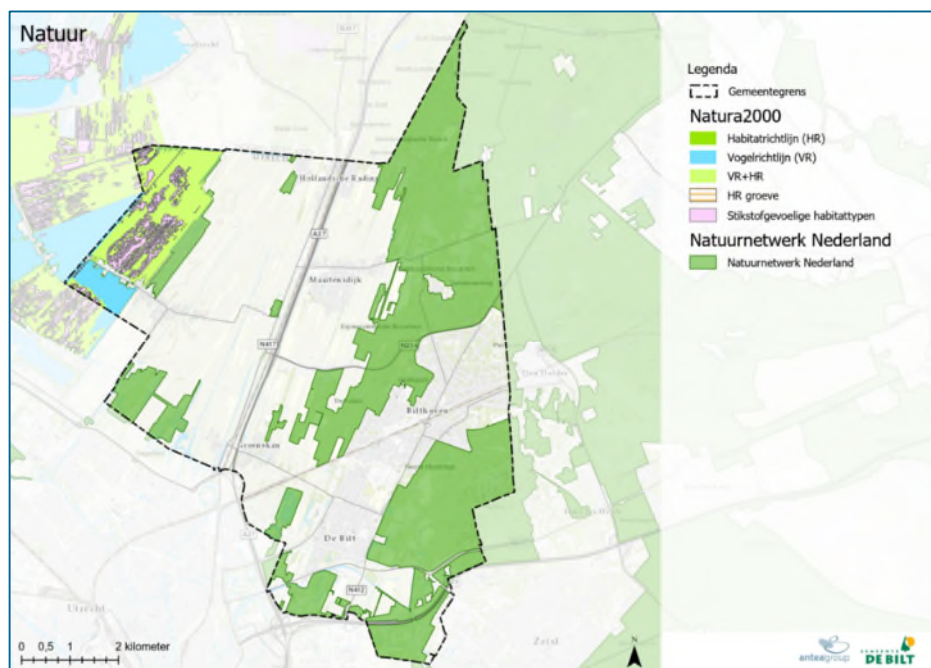 Natuur
N417
Hollandsche Rading
A27
Maartensdijk
N417
N234
Den Dolder
Bilthoven
Groenekan
De Bilt
N412
Utrecht
Zeist
0 0,5 1 2 kilometer
N
Legenda
Gemeentegrens
Natura2000
Habitatrichtlijn (HR)
Vogelrichtlijn (VR)
VR+HR
HR groeve
Stikstofgevoelige habitattypen
Natuurnetwerk Nederland
Natuurnetwerk Nederland
anteagroup
GEMEENTE
DE BILT